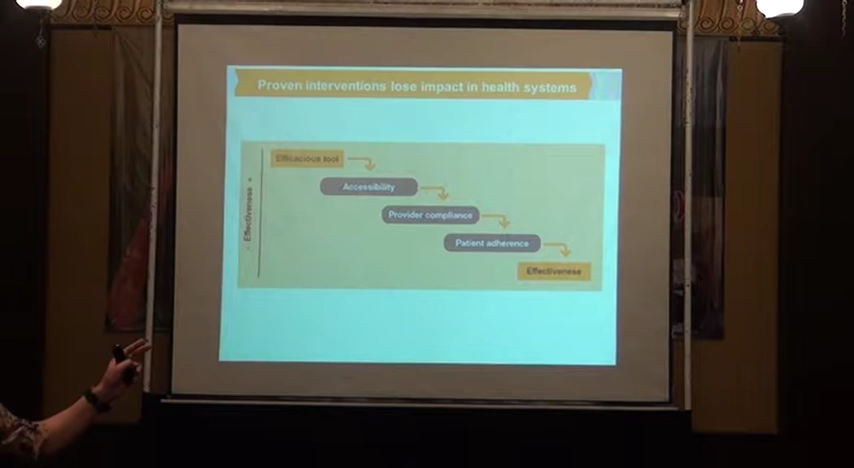 Proven interventions lose impact in health systems
Efficacious tool
Accessibility
Provider compliance
Patient adherence
Effectiveness
- Effectiveness +